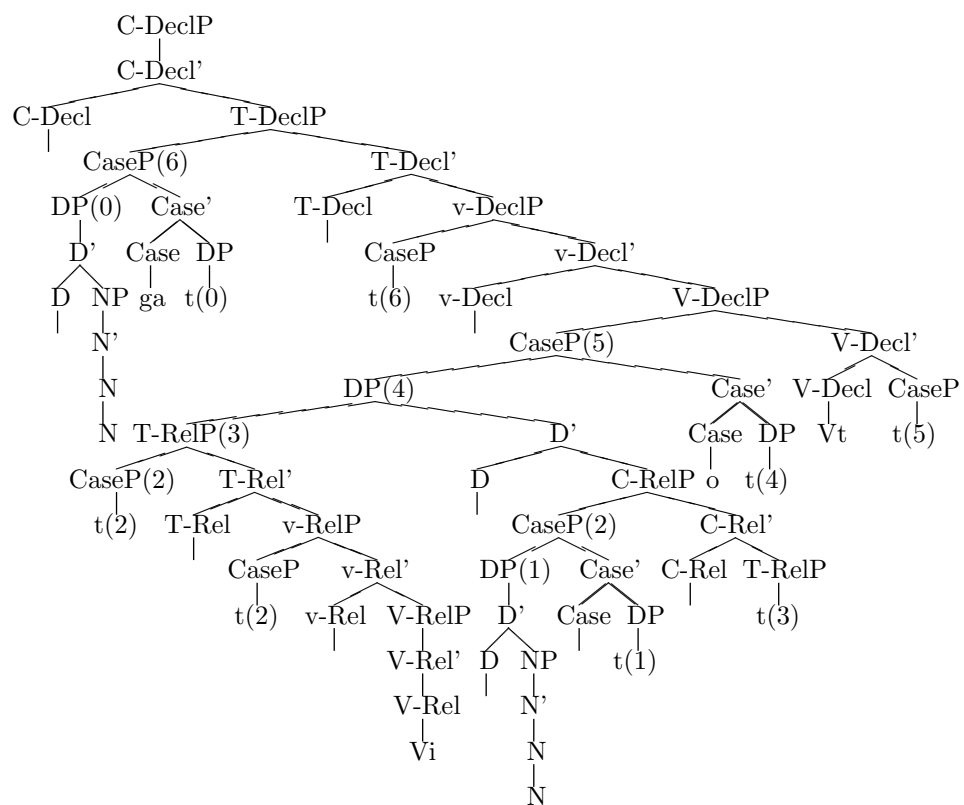 C-DeclP
C-Decl'
C-Decl T-DeclP
CaseP(6) T-Decl'
DP(0) Case' T-Decl v-DeclP
D' Case DP CaseP v-Decl'
D NP ga t(0) t(6) v-Decl V-DeclP
N' CaseP(5) V-Decl'
N DP(4) Case' V-Decl CaseP
N T-RelP(3) D' Case DP Vt t(5)
CaseP(2) T-Rel' D C-RelP o t(4)
t(2) T-Rel v-RelP CaseP(2) C-Rel'
CaseP v-Rel' DP(1) Case' C-Rel T-RelP
t(2) v-Rel V-RelP D' Case DP t(3)
V-Rel' D NP t(1)
V-Rel N'
Vi N
N